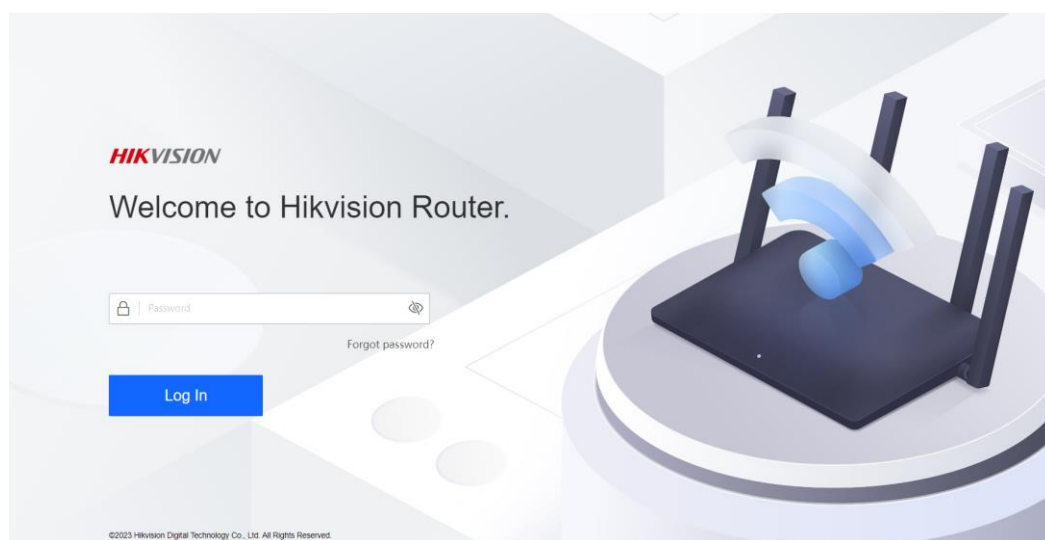 HIKVISION
Welcome to Hikvision Router.
Password
Forgot password?
Log In
©2023 Hikvision Digital Technology Co., Ltd. All Rights Reserved.